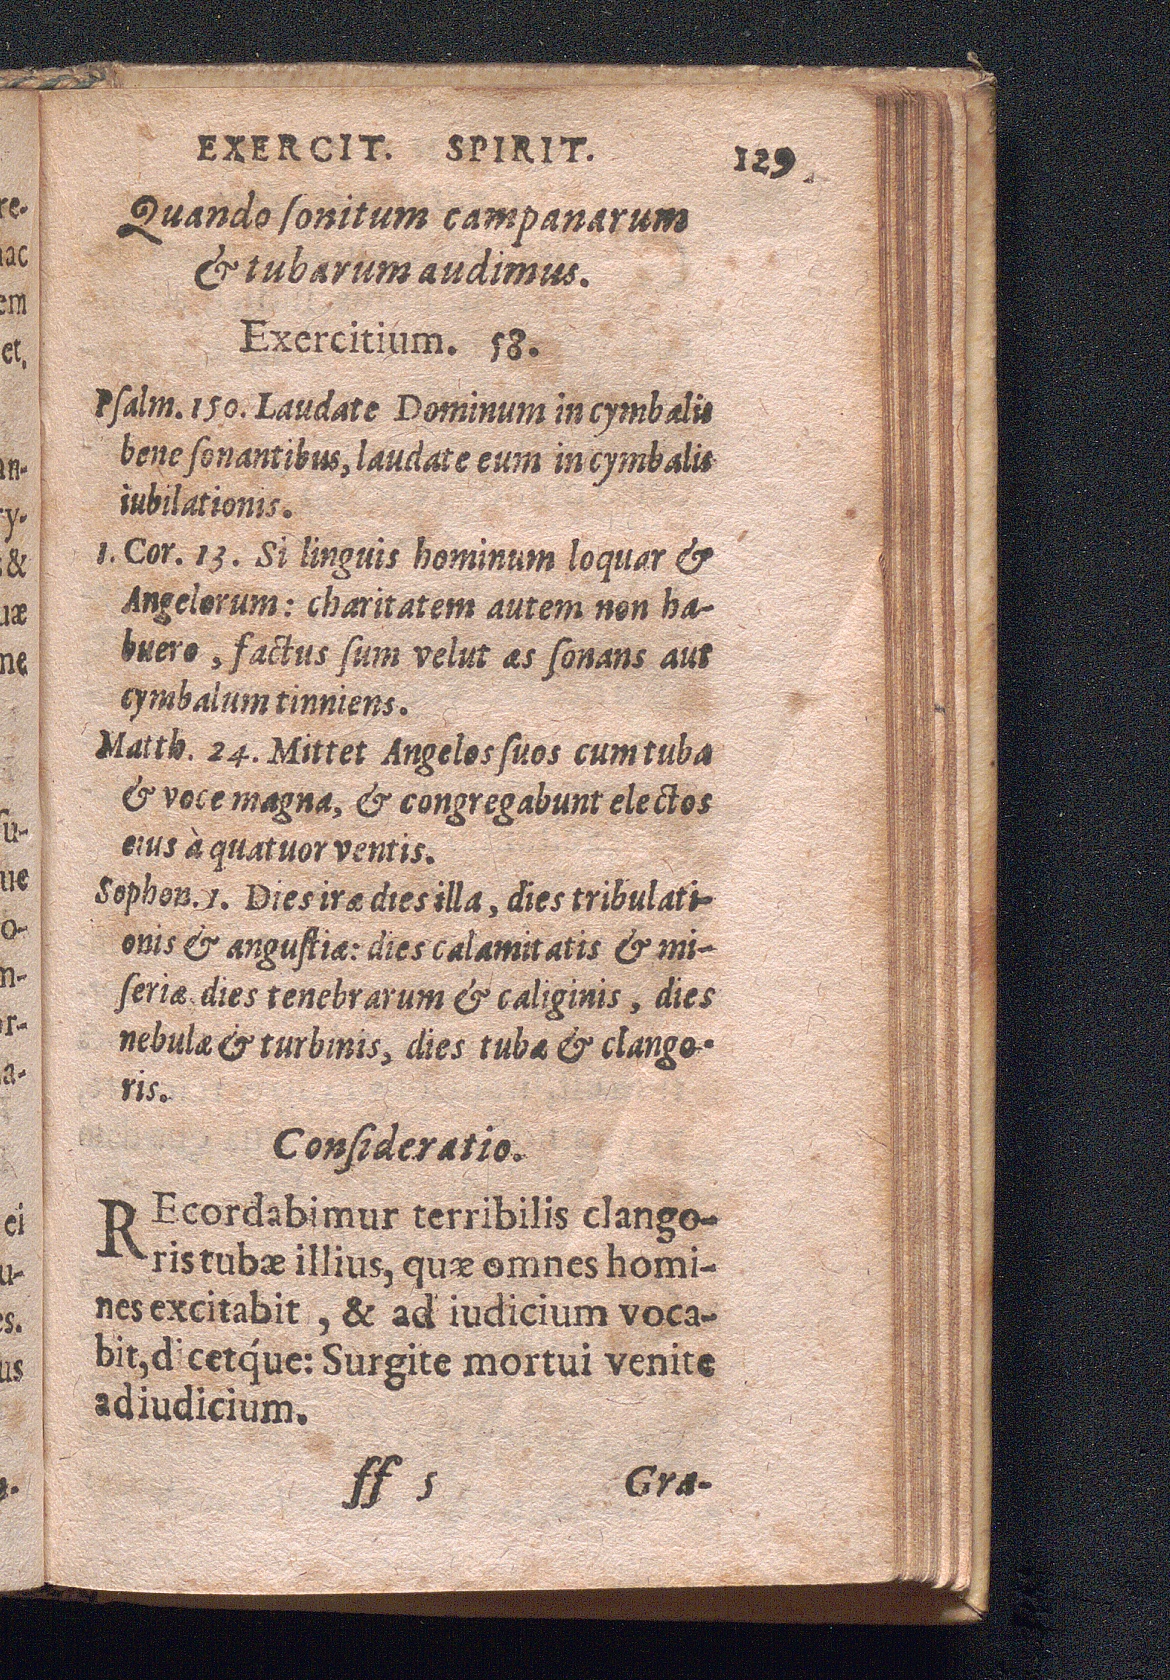 EXERCIT. SPIRIT. 129
Quando ſonitum campanarum
& tubarum audimus.
Exercitium. 58.
Pſalm. 150. Laudate Dominum in cymbalis
bene ſonantibus, laudate eum in cymbalis
iubilationis.
1. Cor. 13. Si linguis hominum loquar &
Angelorum: charitatem autem non ha-
buero, factus ſum velut æs ſonans aut
cymbalum tinniens.
Matth. 24. Mittet Angelos ſuos cum tuba
& voce magna, & congregabunt electos
eius à quatuor ventis.
Sophon. 1. Dies iræ dies illa, dies tribulati-
onis & anguſtiæ: dies calamitatis & mi-
ſeriæ dies tenebrarum & caliginis, dies
nebulæ & turbinis, dies tubæ & clango-
ris.
Conſideratio.
REcordabimur terribilis clango-
ris tubæ illius, quæ omnes homi-
nes excitabit, & ad iudicium voca-
bit, dicetq́ue: Surgite mortui venite
ad iudicium.
ff 5 Gra-